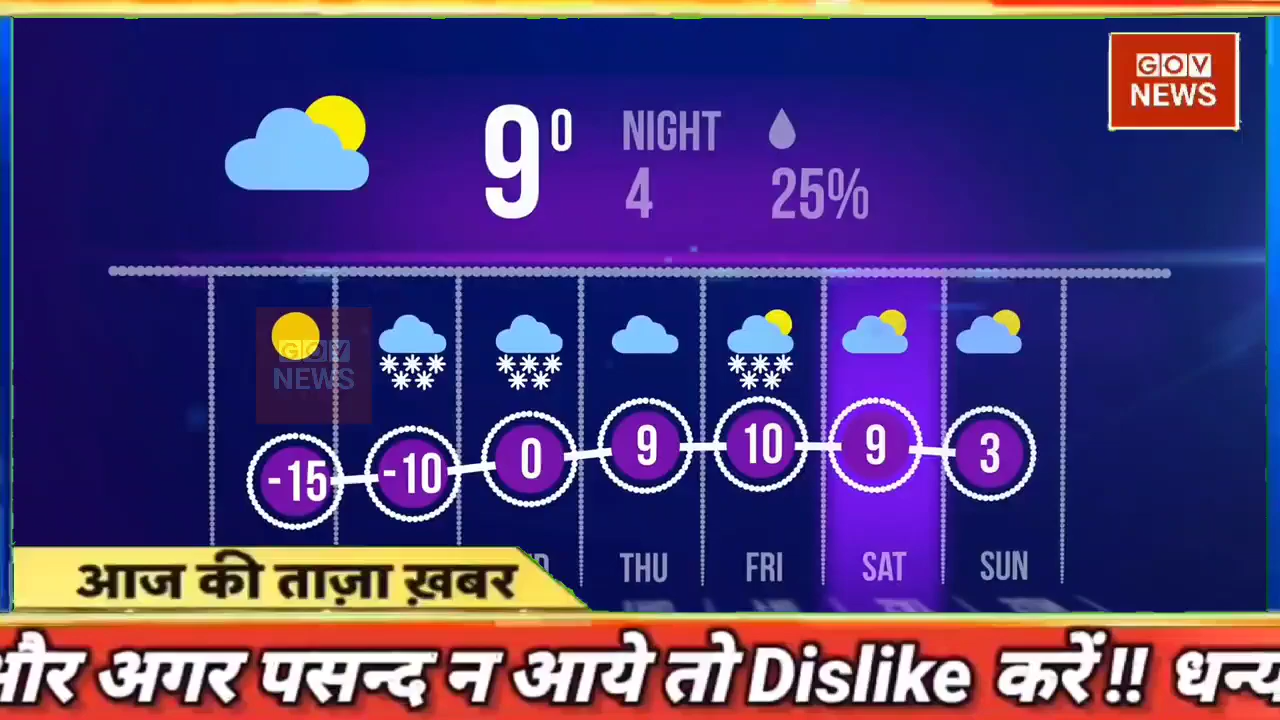 GOV
NEWS
9⁰ NIGHT 4 25%
GOV
NEWS
-15 -10 0 9 10 9 3
THU FRI SAT SUN
आज की ताज़ा ख़बर
और अगर पसन्द न आये तो Dislike करें !!